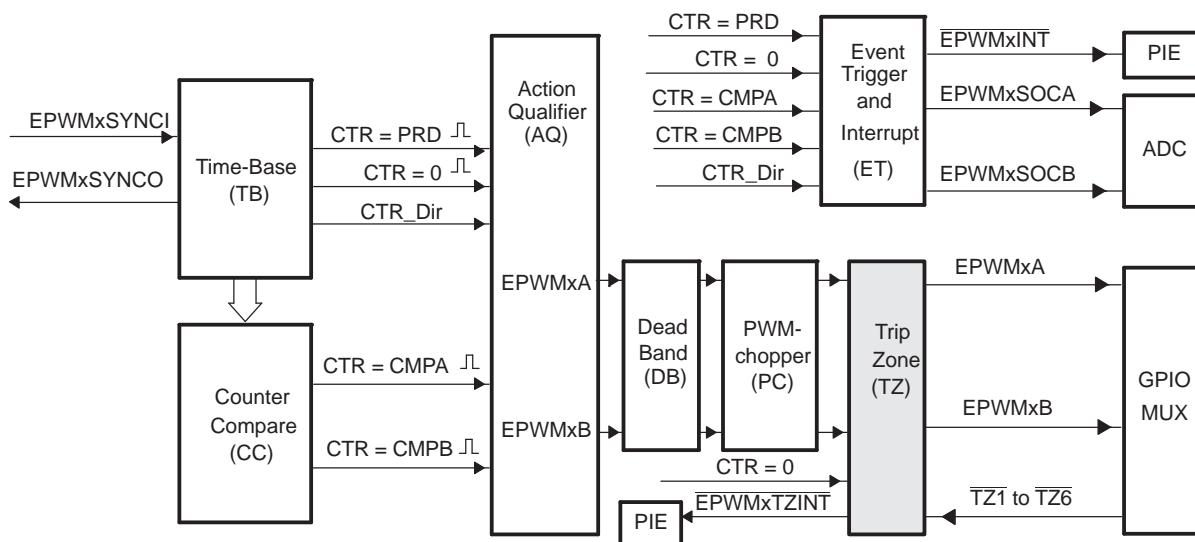 EPWMxSYNCI
EPWMxSYNCO
Time-Base
(TB)
CTR = PRD
CTR = 0
CTR_Dir
Counter
Compare
(CC)
CTR = CMPA
CTR = CMPB
Action
Qualifier
(AQ)
EPWMxA
EPWMxB
CTR = PRD
CTR = 0
CTR = CMPA
CTR = CMPB
CTR_Dir
Event
Trigger
and
Interrupt
(ET)
EPWMxINT
EPWMxSOCA
EPWMxSOCB
PIE
ADC
Dead
Band
(DB)
PWM-
chopper
(PC)
Trip
Zone
(TZ)
EPWMxA
EPWMxB
CTR = 0
EPWMxTZINT
PIE
TZ1 to TZ6
GPIO
MUX